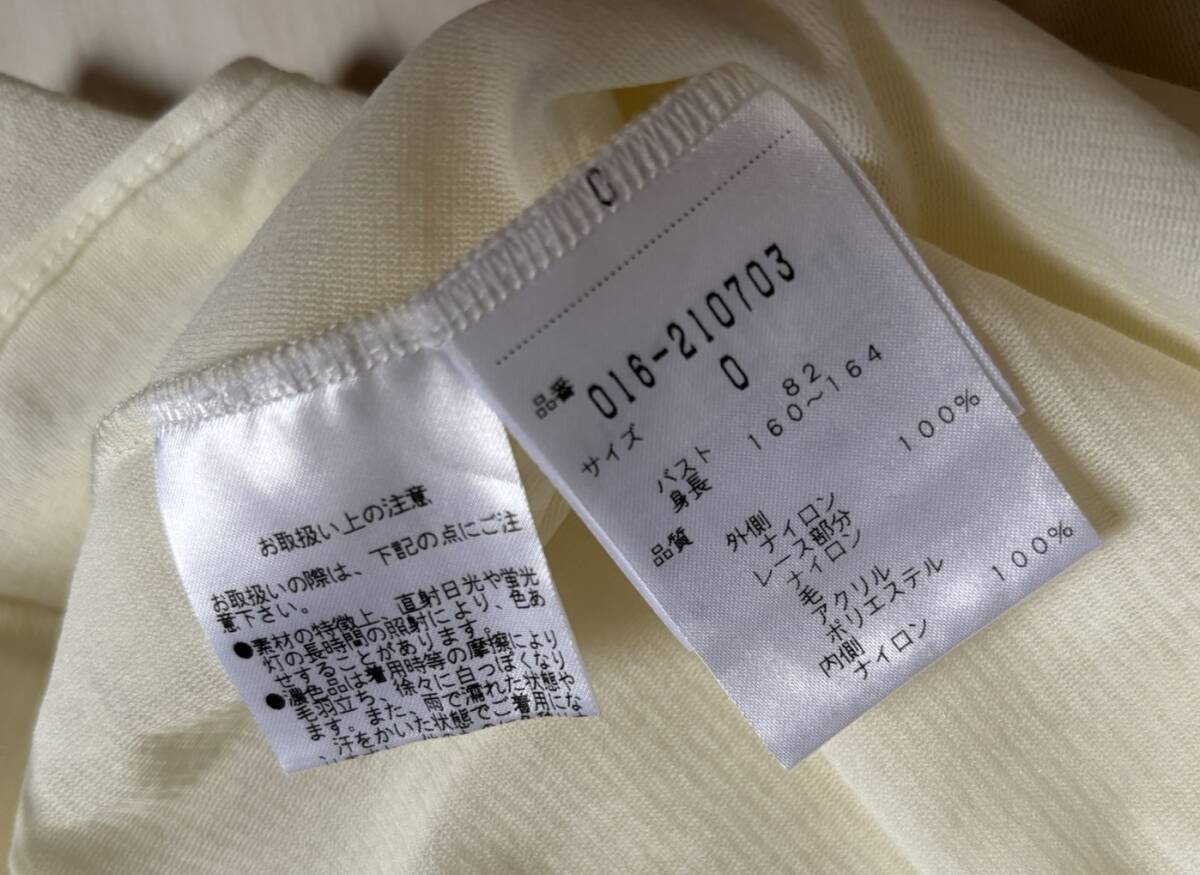 お取扱い上の注意
お取扱いの際は、下記の点にご注
意下さい。
●素材の特徴上、直射日光や蛍光
灯の長時間の照射により、色あ
せすることがあります。
●濃色品は着用時等の摩擦により
毛羽立ち、徐々に白っぽくなり
ます。また、雨で濡れた状態や
、汗をかいた状態でご着用にな
C
品番 016-210703
サイズ 0
バスト 82
身長 160〜164
品質 外側
ナイロン 100%
レース部分
ナイロン
毛
アクリル
ポリエステル
内側
ナイロン 100%